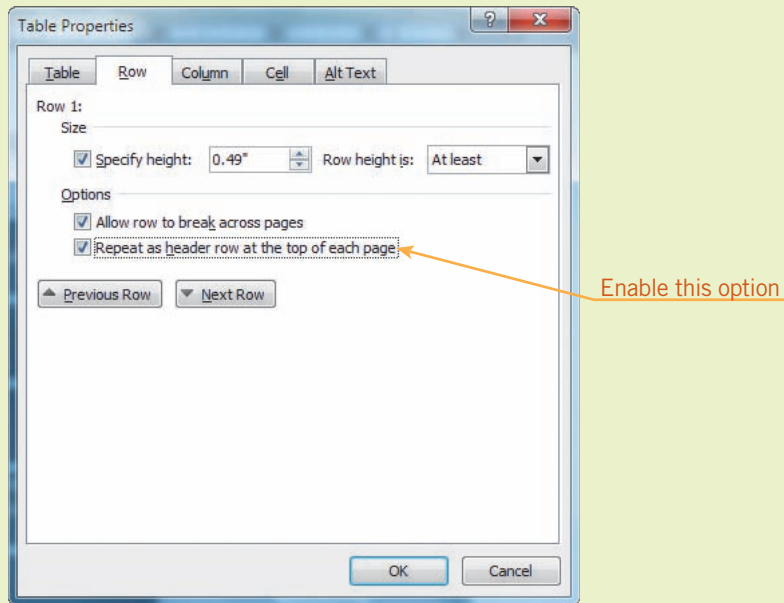 Table Properties
Table Row Column Cell Alt Text
Row 1:
Size
Specify height: 0.49" Row height is: At least
Options
Allow row to break across pages
Repeat as header row at the top of each page
Enable this option
Previous Row Next Row
OK Cancel